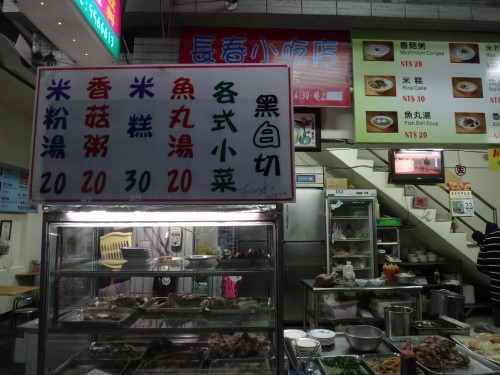 長春小吃店
黑白切
各式小菜
魚丸湯 20
米糕 30
香菇粥 20
米粉湯 20
香菇粥
Mushroom Congee
NT$ 20
米糕
Rice Cake
NT$ 30
魚丸湯
Fish Ball Soup
NT$ 20
22